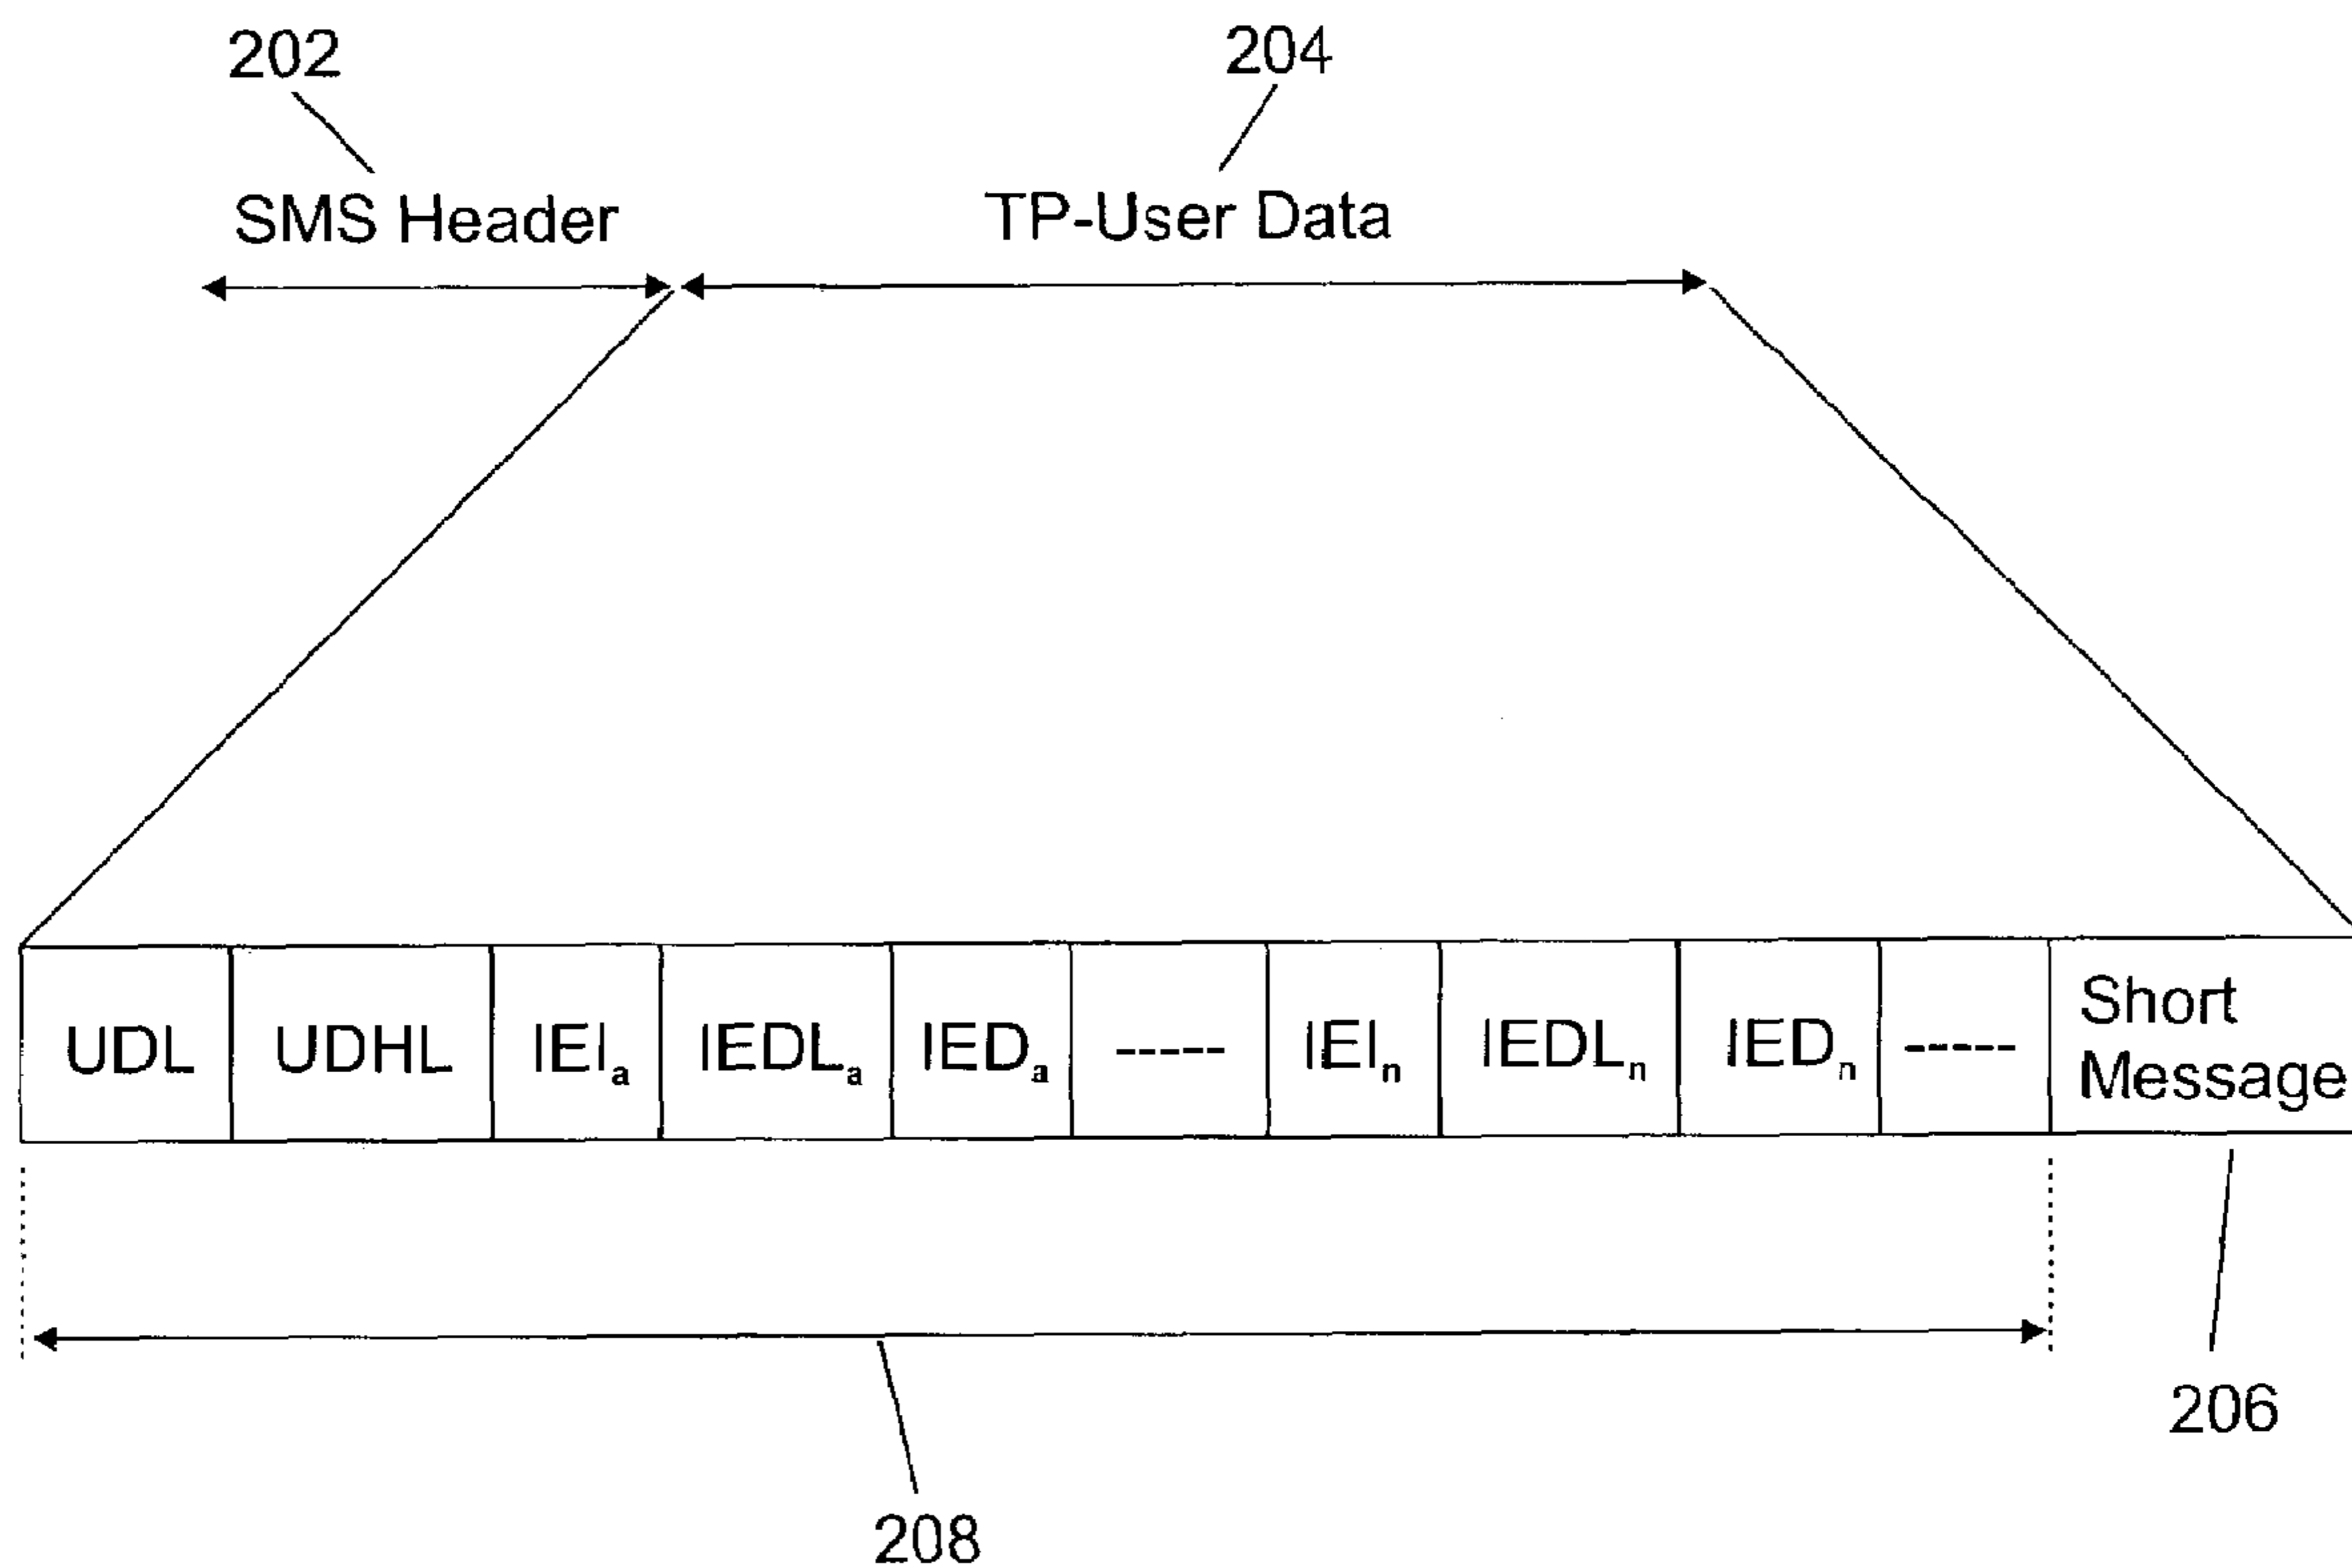 202 204
SMS Header TP-User Data
UDL UDHL IEIa IEDLa IEDa ----- IEIn IEDLn IEDn ----- Short
Message
206
208